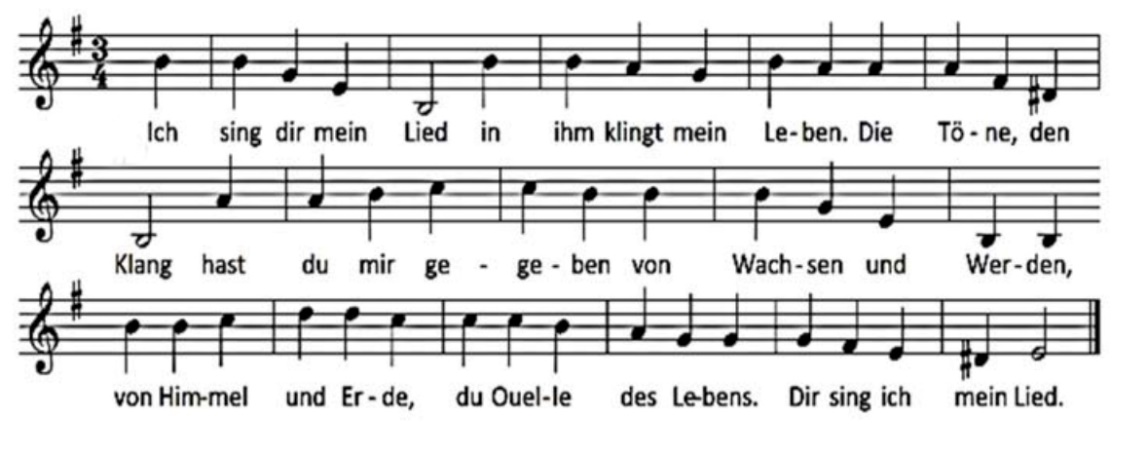 3
4
Ich sing dir mein Lied in ihm klingt mein Le-ben. Die Tö-ne, den
Klang hast du mir ge - ge-ben von Wach-sen und Wer-den,
von Him-mel und Er-de, du Ouel-le des Le-bens. Dir sing ich mein Lied.